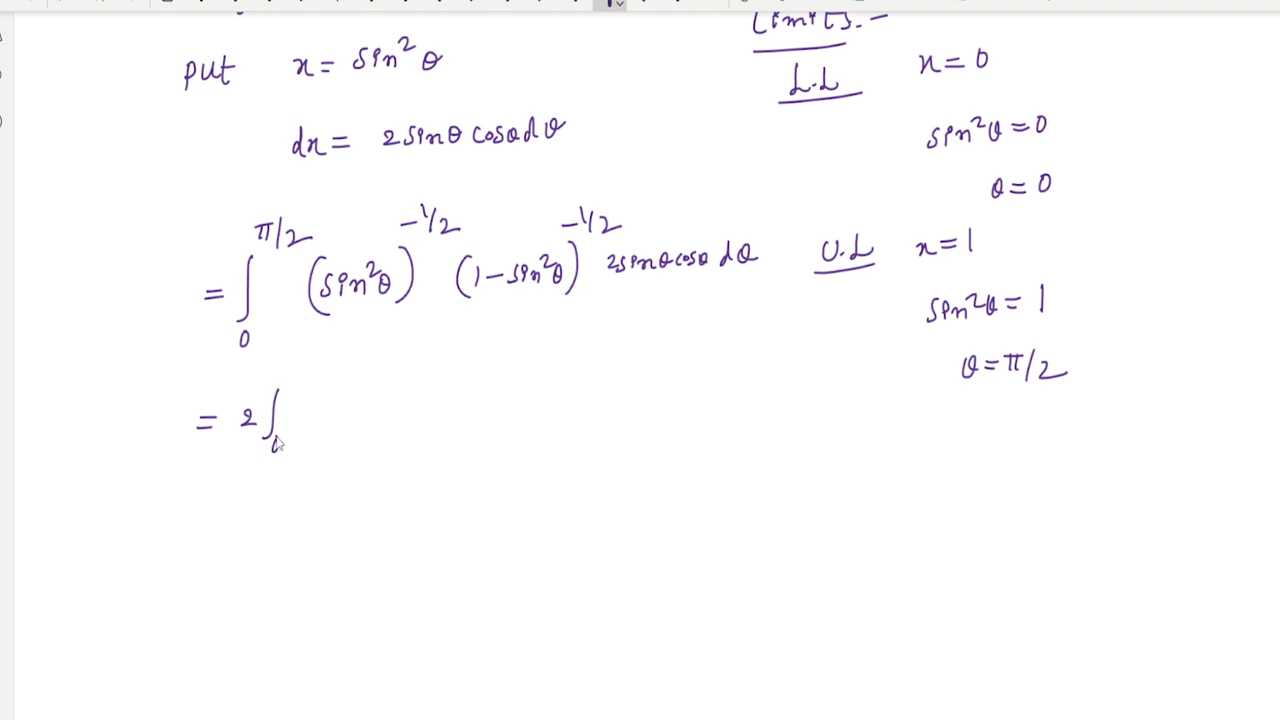 Limits:-
put x = sin²θ
L.L x = 0
dx = 2sinθ cosθ dθ
sin²θ = 0
θ = 0
= ∫₀^{π/2} (sin²θ)^{-1/2} (1 - sin²θ)^{-1/2} 2sinθcosθ dθ
U.L x = 1
sin²θ = 1
θ = π/2
= 2 ∫